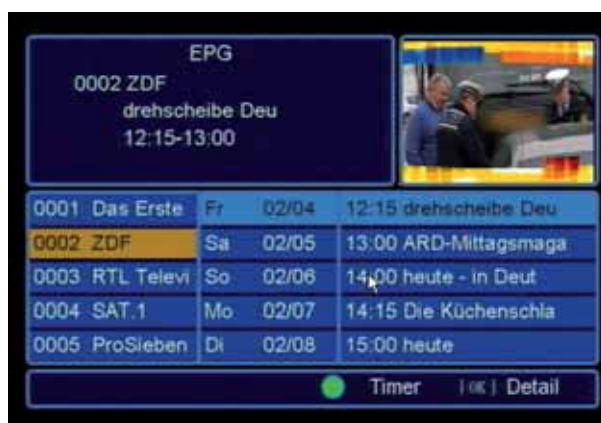 EPG
0002 ZDF
drehscheibe Deu
12:15-13:00
0001 Das Erste Fr 02/04 12:15 drehscheibe Deu
0002 ZDF Sa 02/05 13:00 ARD-Mittagsmaga
0003 RTL Televi So 02/06 14:00 heute - in Deut
0004 SAT.1 Mo 02/07 14:15 Die Küchenschla
0005 ProSieben Di 02/08 15:00 heute
Timer |OK| Detail